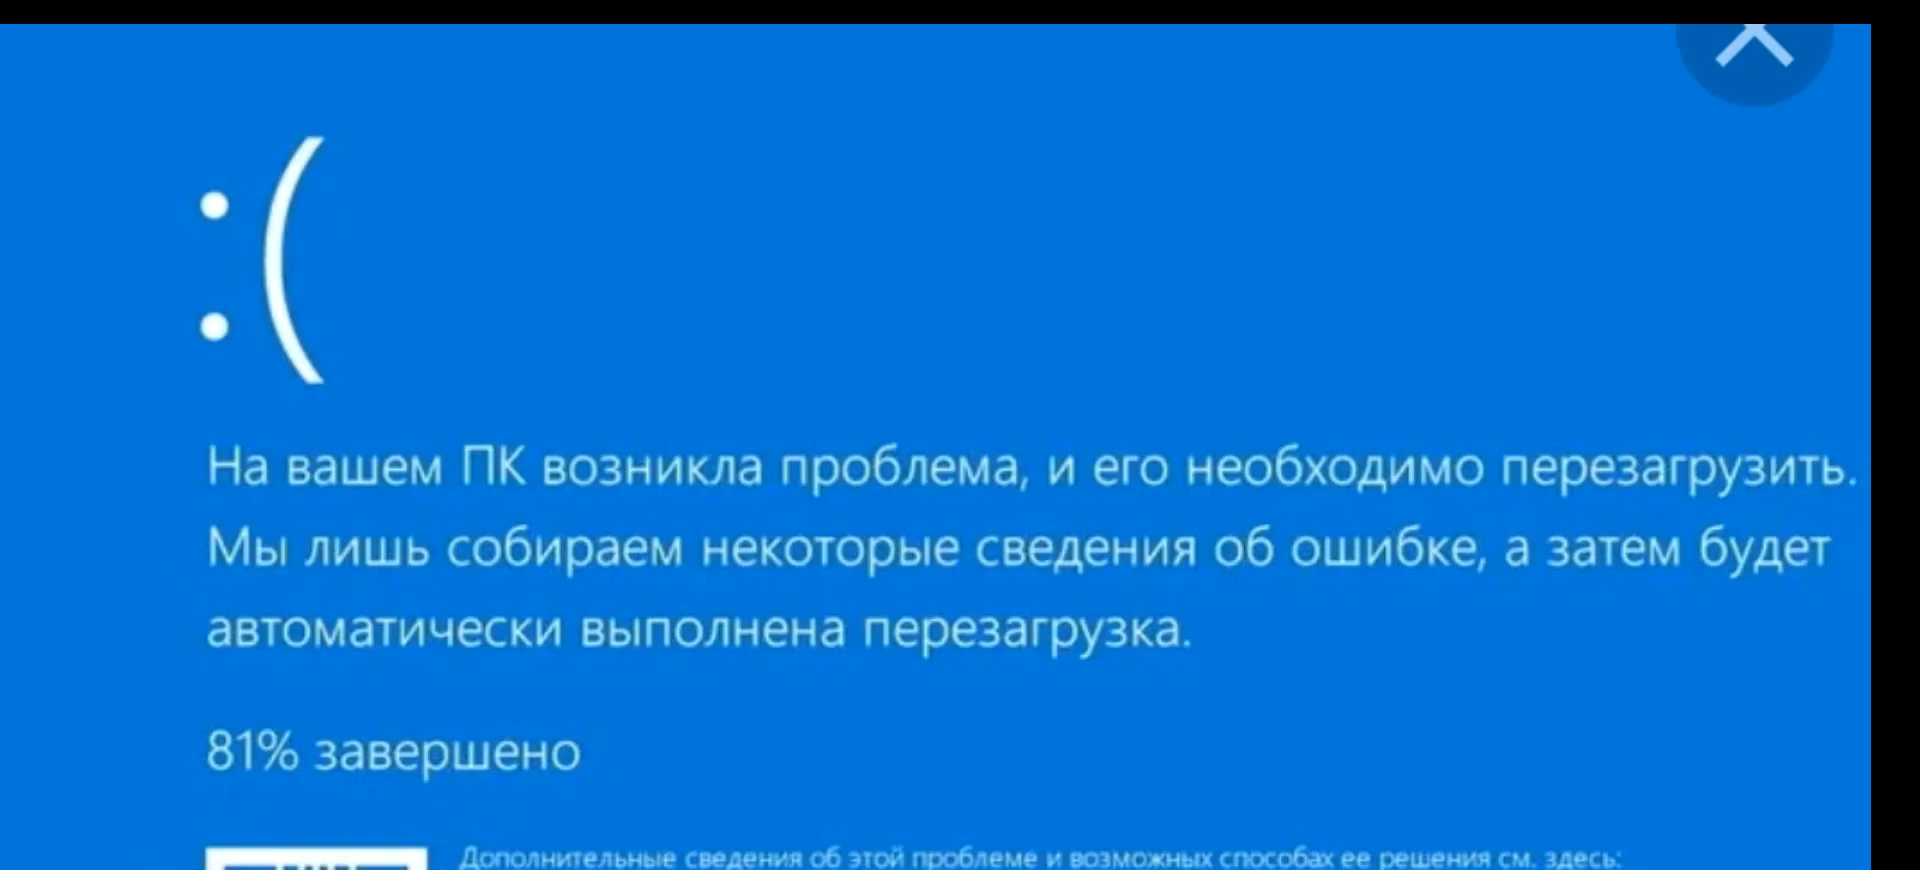 :(
На вашем ПК возникла проблема, и его необходимо перезагрузить.
Мы лишь собираем некоторые сведения об ошибке, а затем будет
автоматически выполнена перезагрузка.
81% завершено
Дополнительные сведения об этой проблеме и возможных способах ее решения см. здесь: